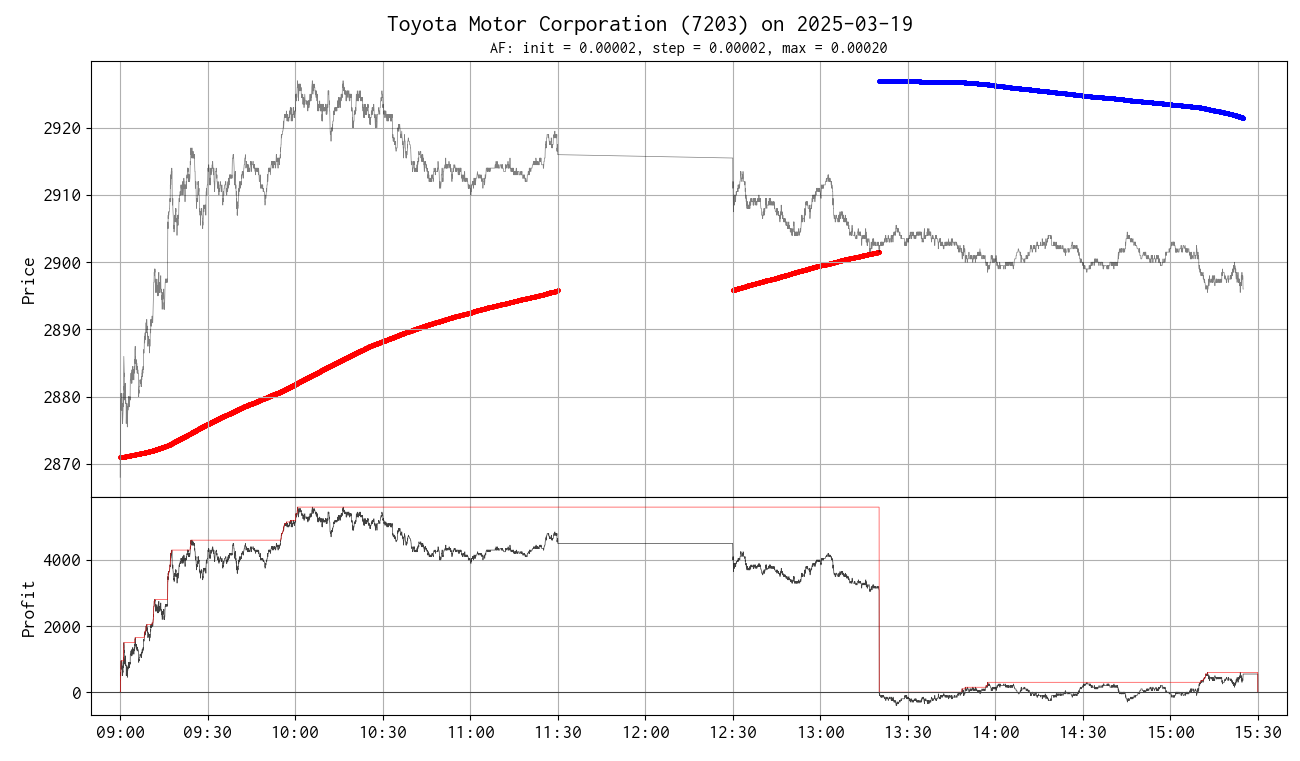 Toyota Motor Corporation (7203) on 2025-03-19
AF: init = 0.00002, step = 0.00002, max = 0.00020
Price
2920
2910
2900
2890
2880
2870
Profit
4000
2000
0
09:00 09:30 10:00 10:30 11:00 11:30 12:00 12:30 13:00 13:30 14:00 14:30 15:00 15:30